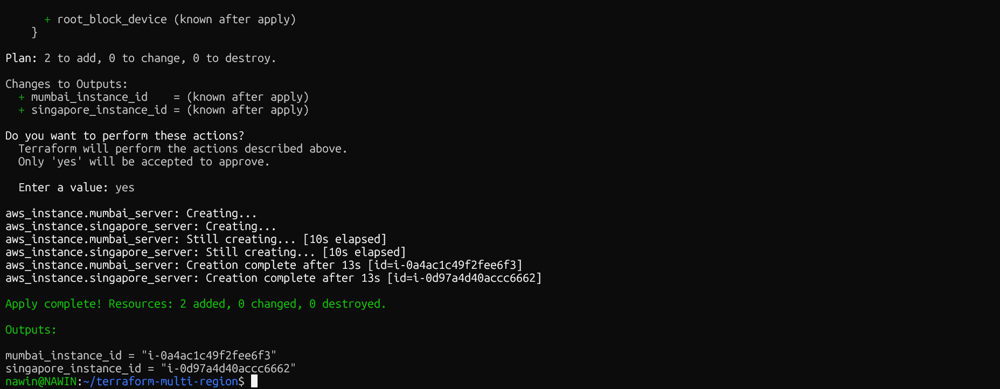 + root_block_device (known after apply)
}
Plan: 2 to add, 0 to change, 0 to destroy.
Changes to Outputs:
+ mumbai_instance_id    = (known after apply)
+ singapore_instance_id = (known after apply)
Do you want to perform these actions?
Terraform will perform the actions described above.
Only 'yes' will be accepted to approve.
Enter a value: yes
aws_instance.mumbai_server: Creating...
aws_instance.singapore_server: Creating...
aws_instance.mumbai_server: Still creating... [10s elapsed]
aws_instance.singapore_server: Still creating... [10s elapsed]
aws_instance.mumbai_server: Creation complete after 13s [id=i-0a4ac1c49f2fee6f3]
aws_instance.singapore_server: Creation complete after 13s [id=i-0d97a4d40accc6662]
Apply complete! Resources: 2 added, 0 changed, 0 destroyed.
Outputs:
mumbai_instance_id = "i-0a4ac1c49f2fee6f3"
singapore_instance_id = "i-0d97a4d40accc6662"
nawin@NAWIN:~/terraform-multi-region$